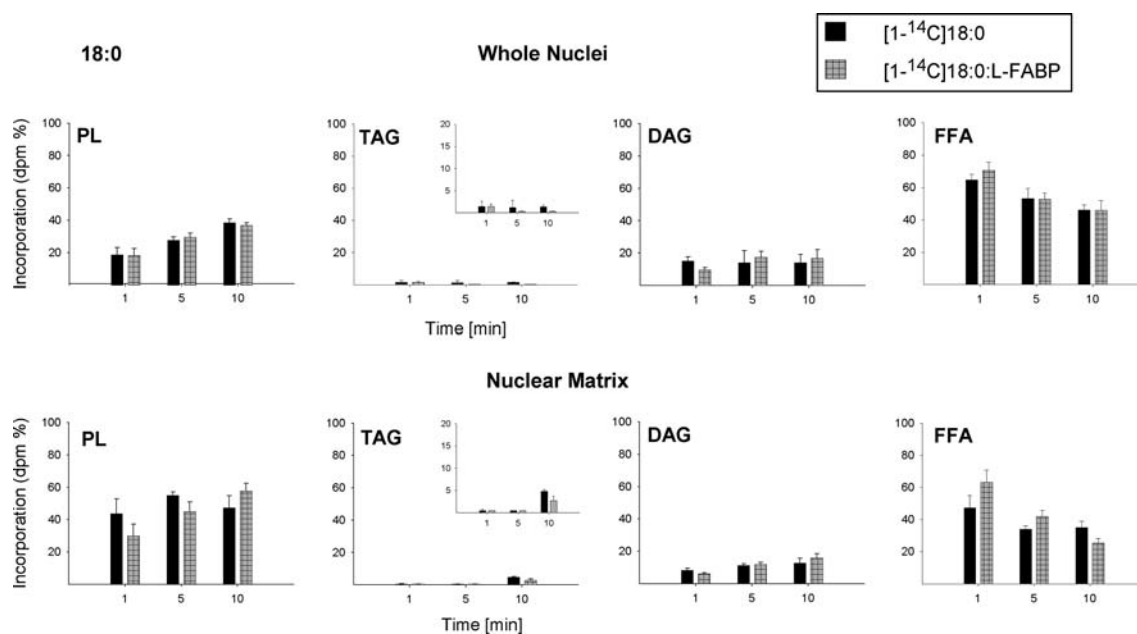 18:0
Whole Nuclei
[1-14C]18:0
[1-14C]18:0:L-FABP
Incorporation (dpm %)
100
80
60
40
20
PL
1 5 10
100
80
60
40
20
TAG
20
15
10
5
1 5 10
1 5 10
Time [min]
100
80
60
40
20
DAG
1 5 10
100
80
60
40
20
FFA
1 5 10
Nuclear Matrix
Incorporation (dpm %)
100
80
60
40
20
PL
1 5 10
100
80
60
40
20
TAG
20
15
10
5
1 5 10
1 5 10
Time [min]
100
80
60
40
20
DAG
1 5 10
100
80
60
40
20
FFA
1 5 10